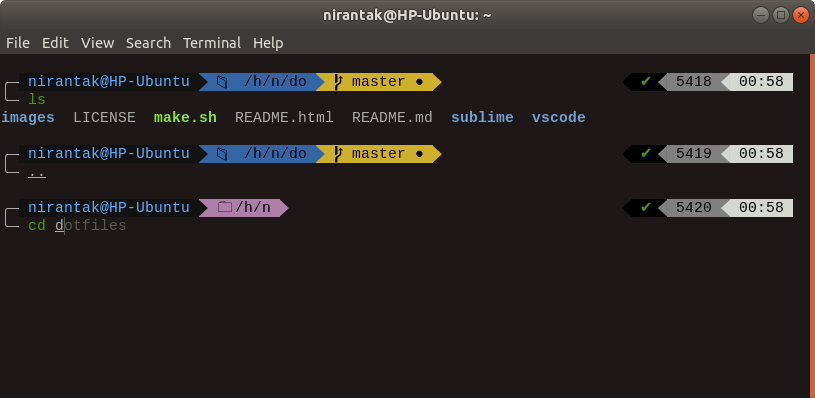 nirantak@HP-Ubuntu: ~
File Edit View Search Terminal Help
nirantak@HP-Ubuntu /h/n/do master ● ✔ 5418 00:58
ls
images LICENSE make.sh README.html README.md sublime vscode
nirantak@HP-Ubuntu /h/n/do master ● ✔ 5419 00:58
..
nirantak@HP-Ubuntu /h/n ✔ 5420 00:58
cd dotfiles